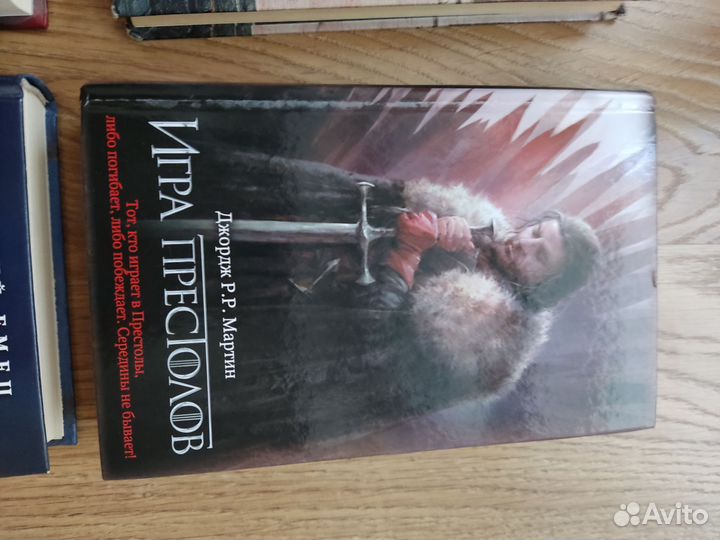 Джордж Р.Р. Мартин
ИГРА ПРЕСТОЛОВ
Тот, кто играет в Престолы,
либо погибает, либо побеждает. Середины не бывает!
Avito